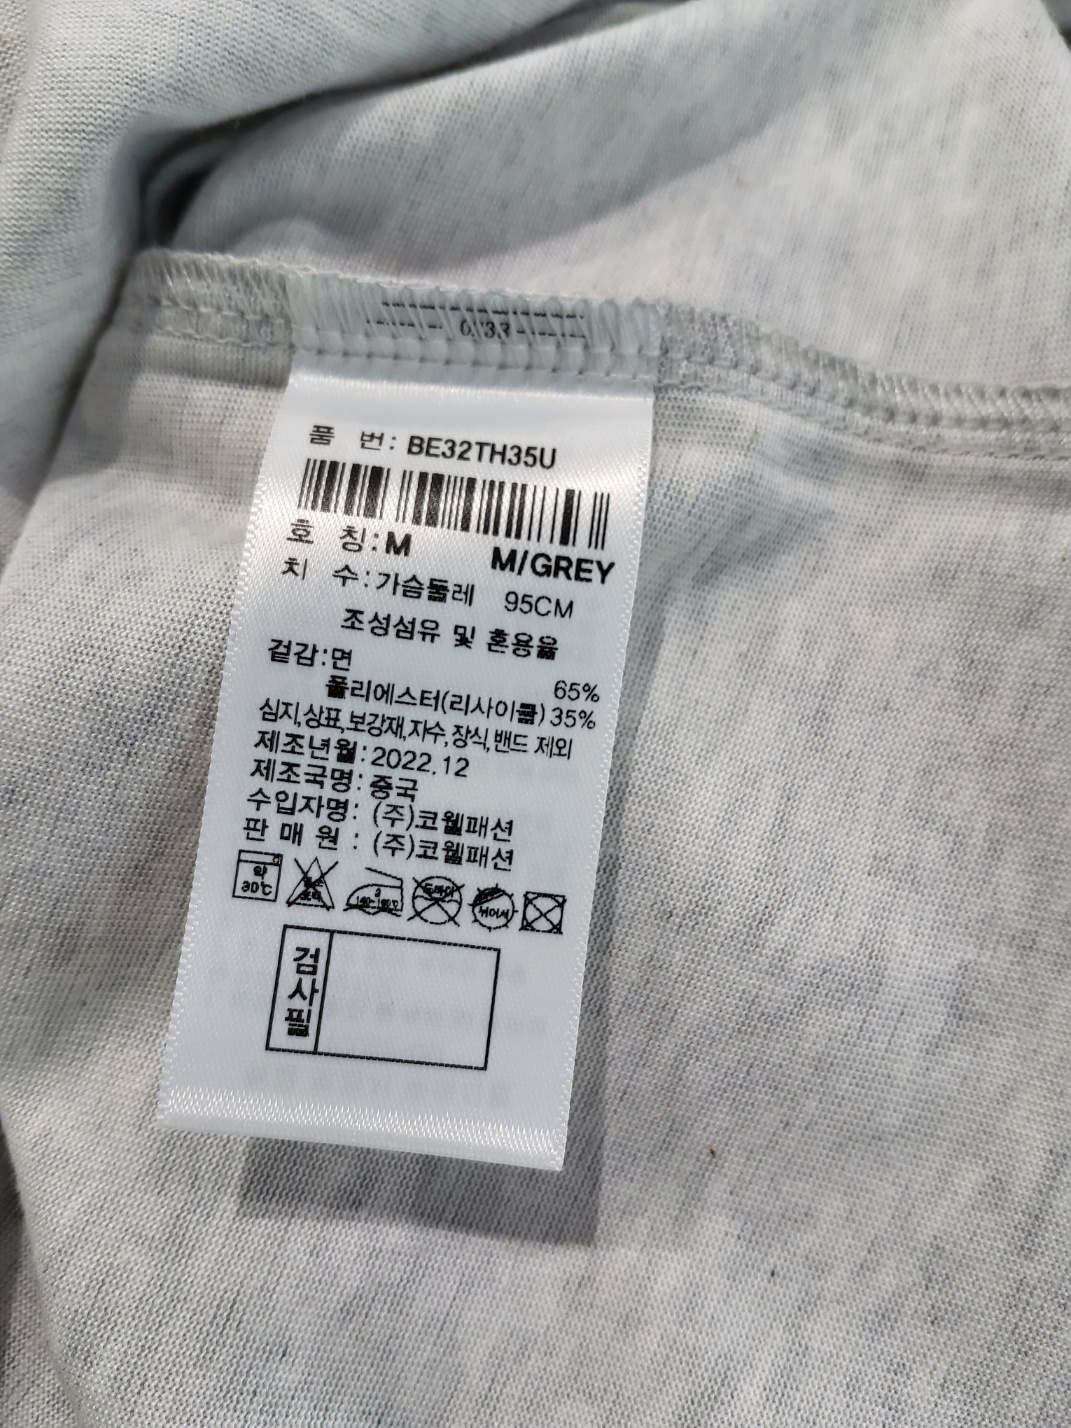 품 번: BE32TH35U
호 칭:M M/GREY
치 수:가슴둘레 95CM
조성섬유 및 혼용율
겉감:면 65%
폴리에스터(리사이클) 35%
심지,상표,보강재,자수,장식,밴드 제외
제조년월:2022.12
제조국명:중국
수입자명: (주)코웰패션
판 매 원 : (주)코웰패션
약
30℃
검사필